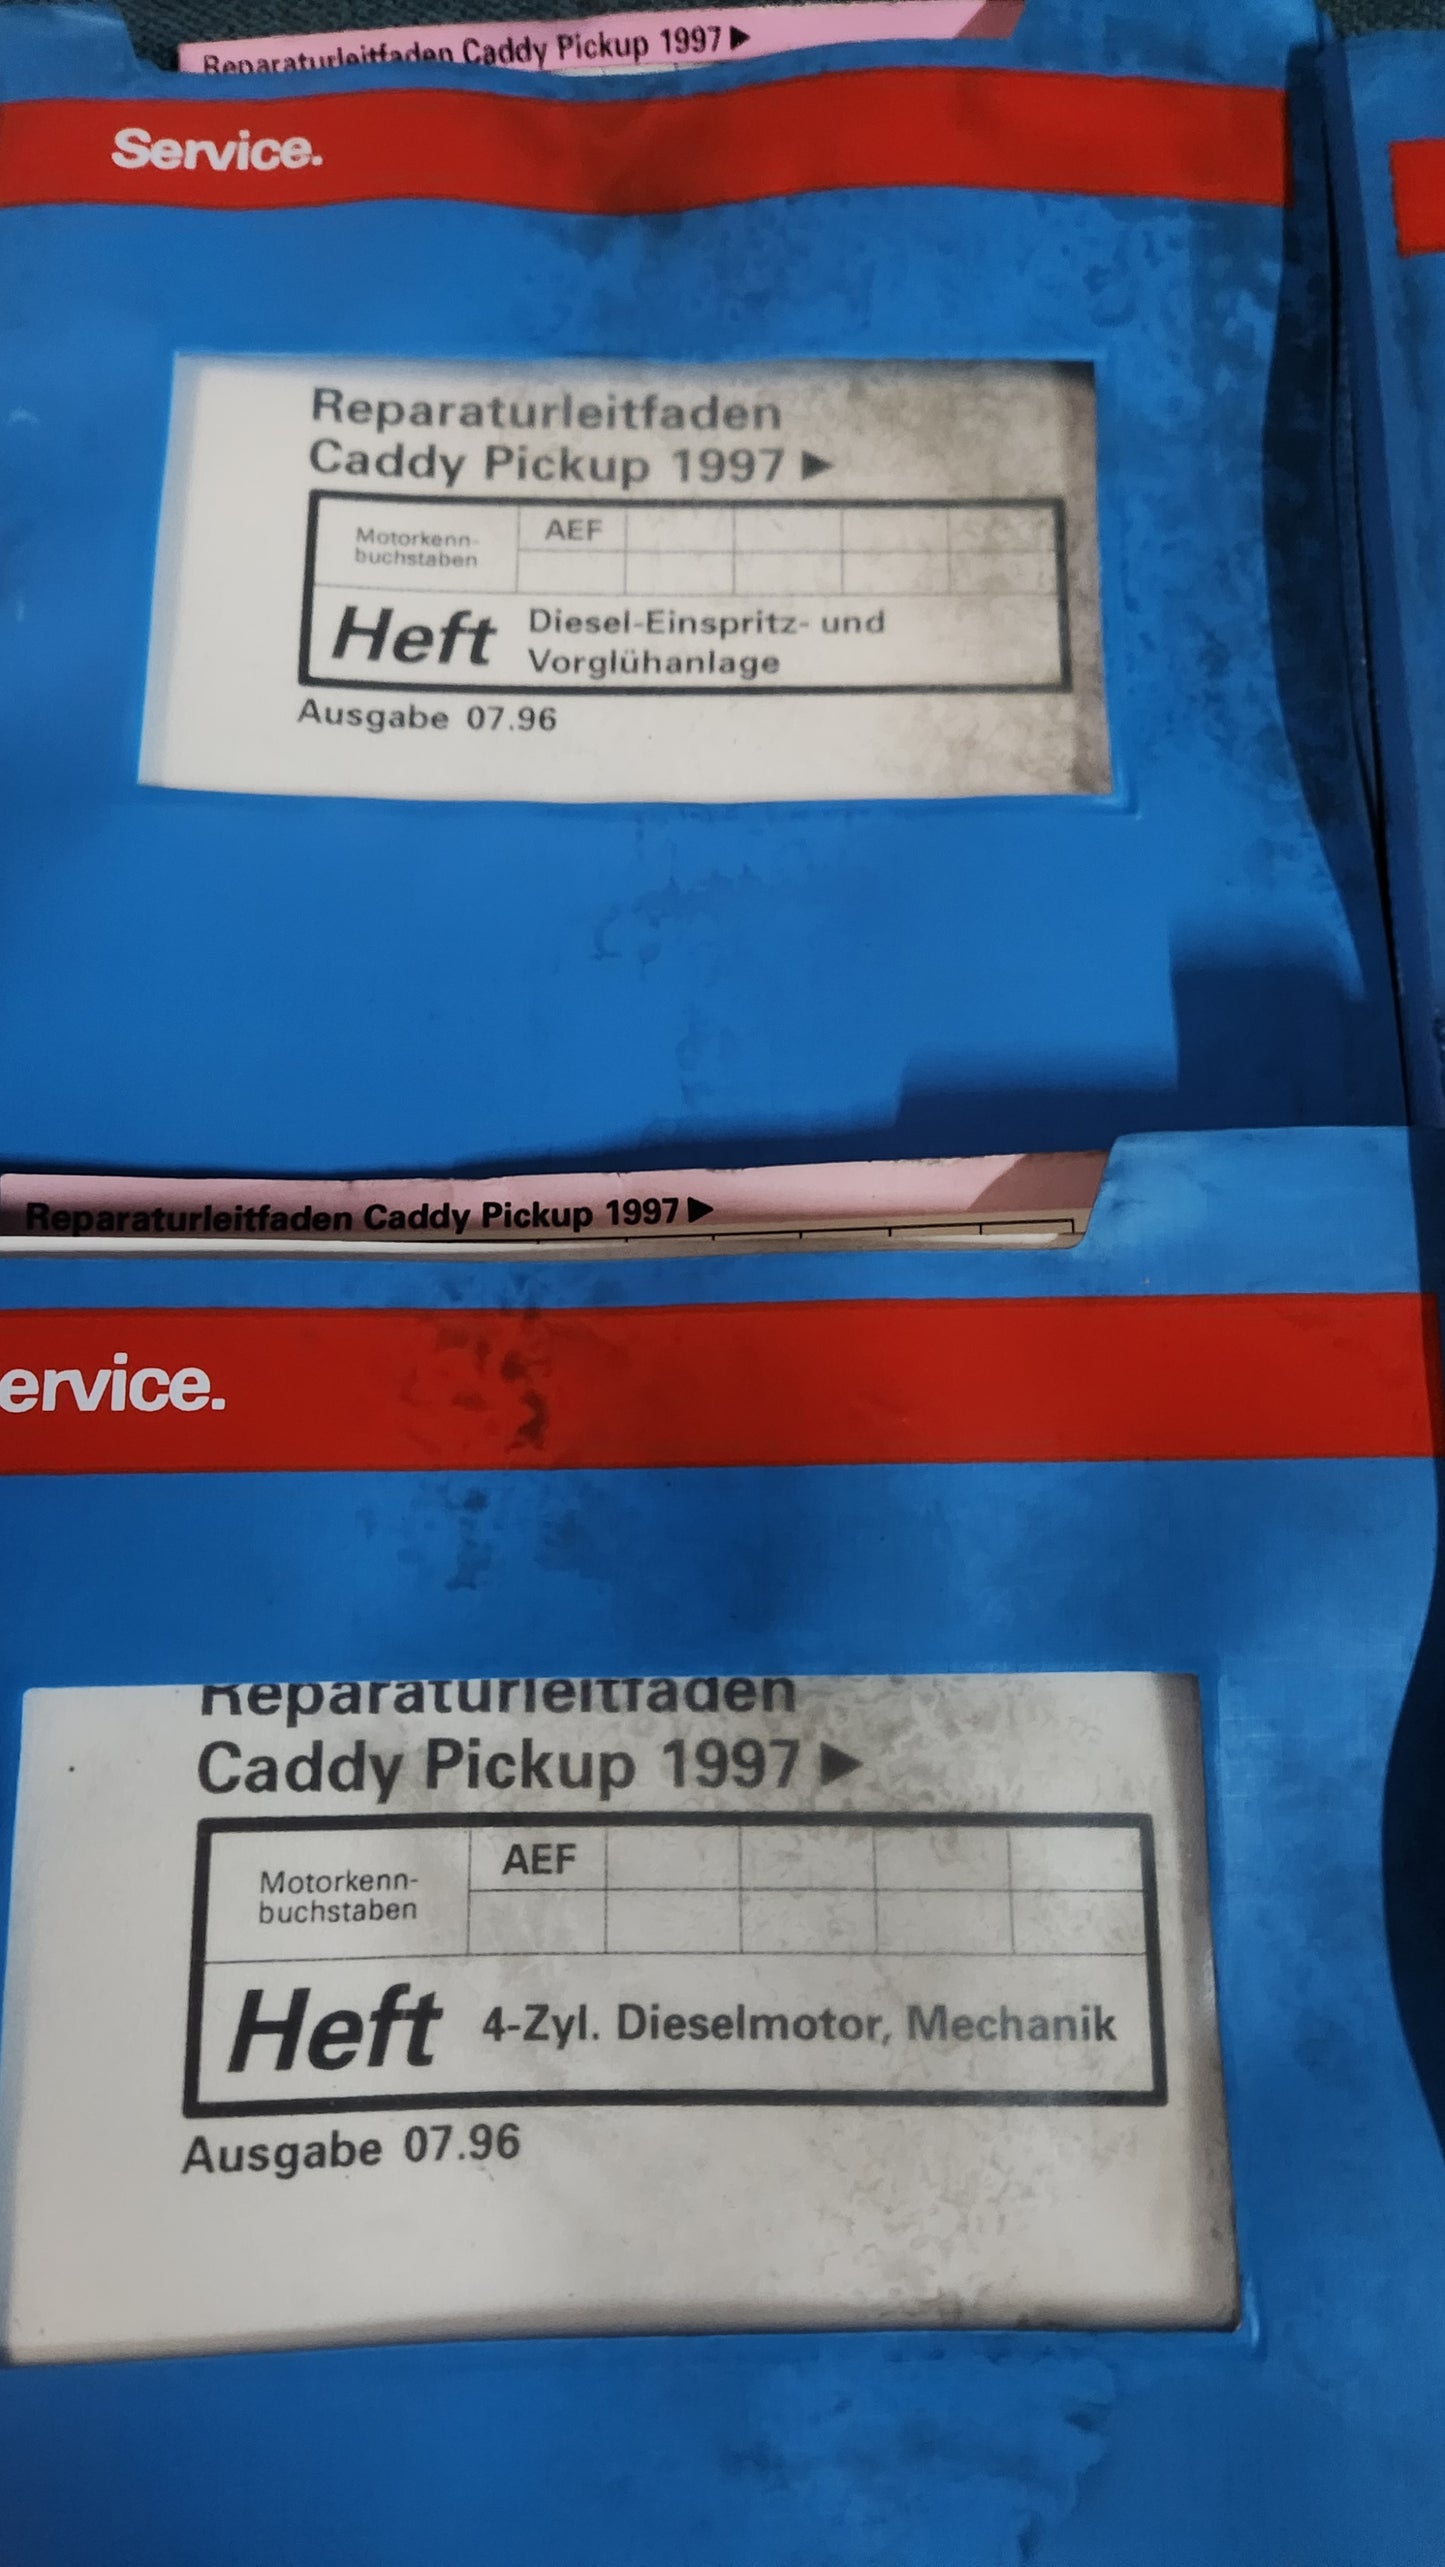 Reparaturleitfaden Caddy Pickup 1997 ►
Service.
Reparaturleitfaden
Caddy Pickup 1997 ►
Motorkenn-
buchstaben
AEF
Heft
Diesel-Einspritz- und
Vorglühanlage
Ausgabe 07.96
Reparaturleitfaden Caddy Pickup 1997 ►
ervice.
Reparaturleitfaden
Caddy Pickup 1997 ►
Motorkenn-
buchstaben
AEF
Heft 4-Zyl. Dieselmotor, Mechanik
Ausgabe 07.96